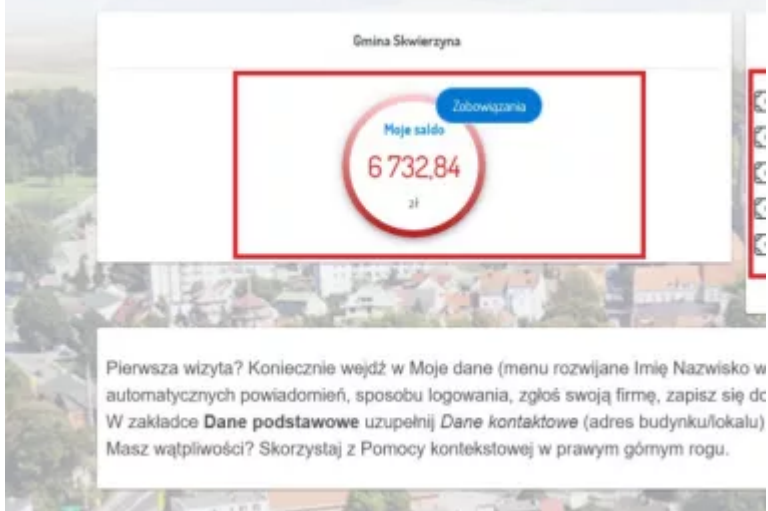 Gmina Skwierzyna
Zobowiązania
Moje saldo
6 732,84
zł
Pierwsza wizyta? Koniecznie wejdź w Moje dane (menu rozwijane Imię Nazwisko w
automatycznych powiadomień, sposobu logowania, zgłoś swoją firmę, zapisz się do
W zakładce Dane podstawowe uzupełnij Dane kontaktowe (adres budynku/lokalu)
Masz wątpliwości? Skorzystaj z Pomocy kontekstowej w prawym górnym rogu.